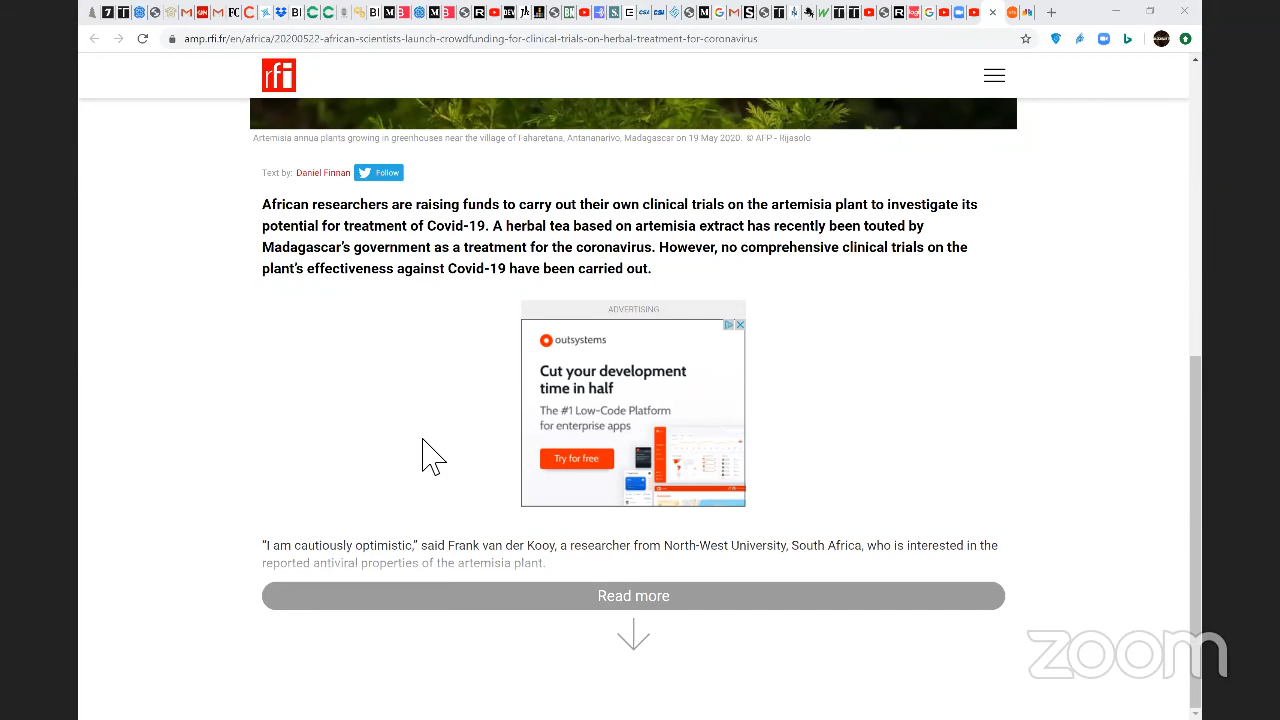 amp.rfi.fr/en/africa/20200522-african-scientists-launch-crowdfunding-for-clinical-trials-on-herbal-treatment-for-coronavirus
rfi
Artemisia annua plants growing in greenhouses near the village of Faharetana, Antananarivo, Madagascar on 19 May 2020. © AFP - Rijasolo
Text by: Daniel Finnan Follow
African researchers are raising funds to carry out their own clinical trials on the artemisia plant to investigate its
potential for treatment of Covid-19. A herbal tea based on artemisia extract has recently been touted by
Madagascar's government as a treatment for the coronavirus. However, no comprehensive clinical trials on the
plant's effectiveness against Covid-19 have been carried out.
ADVERTISING
outsystems
Cut your development
time in half
The #1 Low-Code Platform
for enterprise apps
Try for free
"I am cautiously optimistic," said Frank van der Kooy, a researcher from North-West University, South Africa, who is interested in the
reported antiviral properties of the artemisia plant.
Read more
zoom